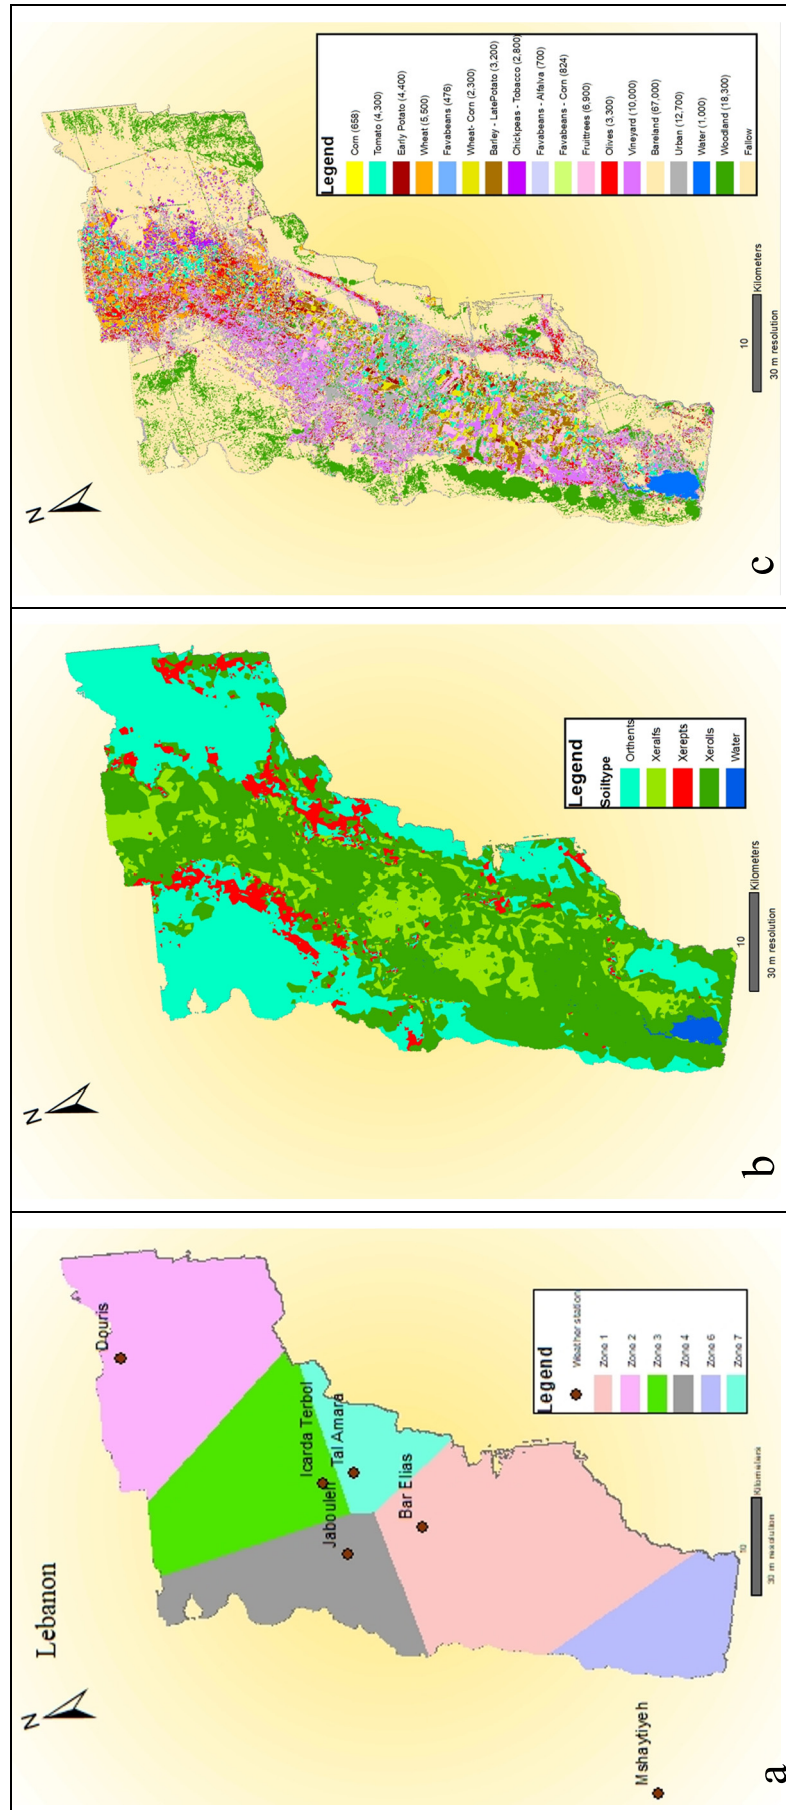 N
Legend
Corn (658)
Tomato (4,300)
Early Potato (4,400)
Wheat (5,500)
Favabeans (476)
Wheat- Corn (2,300)
Barley - LatePotato (3,200)
Chickpeas - Tobacco (2,800)
Favabeans - Alfalva (700)
Favabeans - Corn (824)
Fruittrees (6,900)
Olives (3,300)
Vineyard (10,000)
Bareland (67,000)
Urban (12,700)
Water (1,000)
Woodland (18,300)
Fallow
10
Kilometers
30 m resolution
c
N
Legend
Soiltype
Orthents
Xeralfs
Xerepts
Xerolls
Water
10
Kilometers
30 m resolution
b
Lebanon
N
Douris
Icarda Terbol
Tal Amara
Jabouleh
Bar Elias
Mshaytiyeh
Legend
Weather station
Zone 1
Zone 2
Zone 3
Zone 4
Zone 6
Zone 7
10
Kilometers
30 m resolution
a